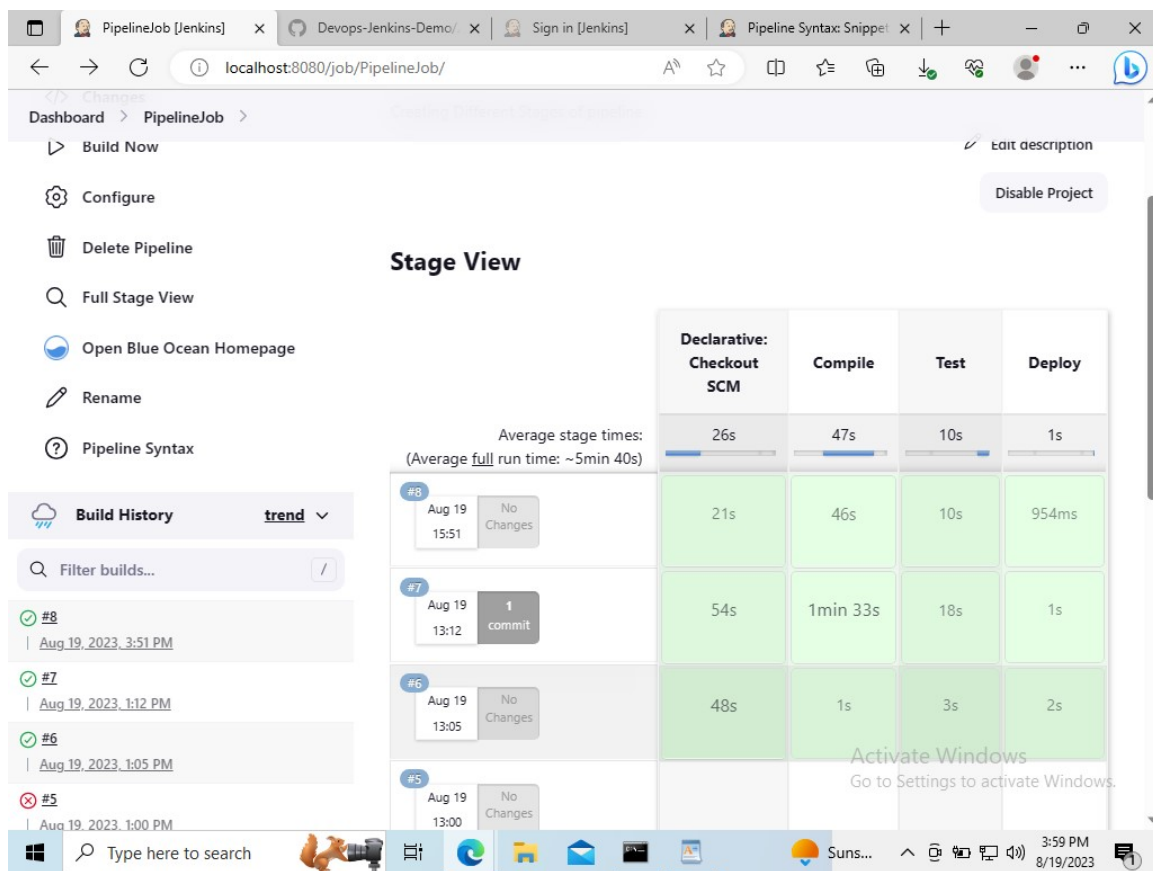 PipelineJob [Jenkins]
Devops-Jenkins-Demo/
Sign in [Jenkins]
Pipeline Syntax: Snippet
localhost:8080/job/PipelineJob/
</> Changes
Dashboard > PipelineJob >
Creating Different Stages of pipeline
Build Now
Configure
Delete Pipeline
Full Stage View
Open Blue Ocean Homepage
Rename
Pipeline Syntax
Build History trend
Filter builds... /
#8
Aug 19, 2023, 3:51 PM
#7
Aug 19, 2023, 1:12 PM
#6
Aug 19, 2023, 1:05 PM
#5
Aug 19, 2023, 1:00 PM
Edit description
Disable Project
Stage View
Declarative:
Checkout
SCM
Compile
Test
Deploy
Average stage times:
(Average full run time: ~5min 40s)
26s 47s 10s 1s
#8
Aug 19
15:51
No
Changes
21s 46s 10s 954ms
#7
Aug 19
13:12
1
commit
54s 1min 33s 18s 1s
#6
Aug 19
13:05
No
Changes
48s 1s 3s 2s
#5
Aug 19
13:00
No
Changes
Activate Windows
Go to Settings to activate Windows.
Type here to search
Suns...
3:59 PM
8/19/2023
1